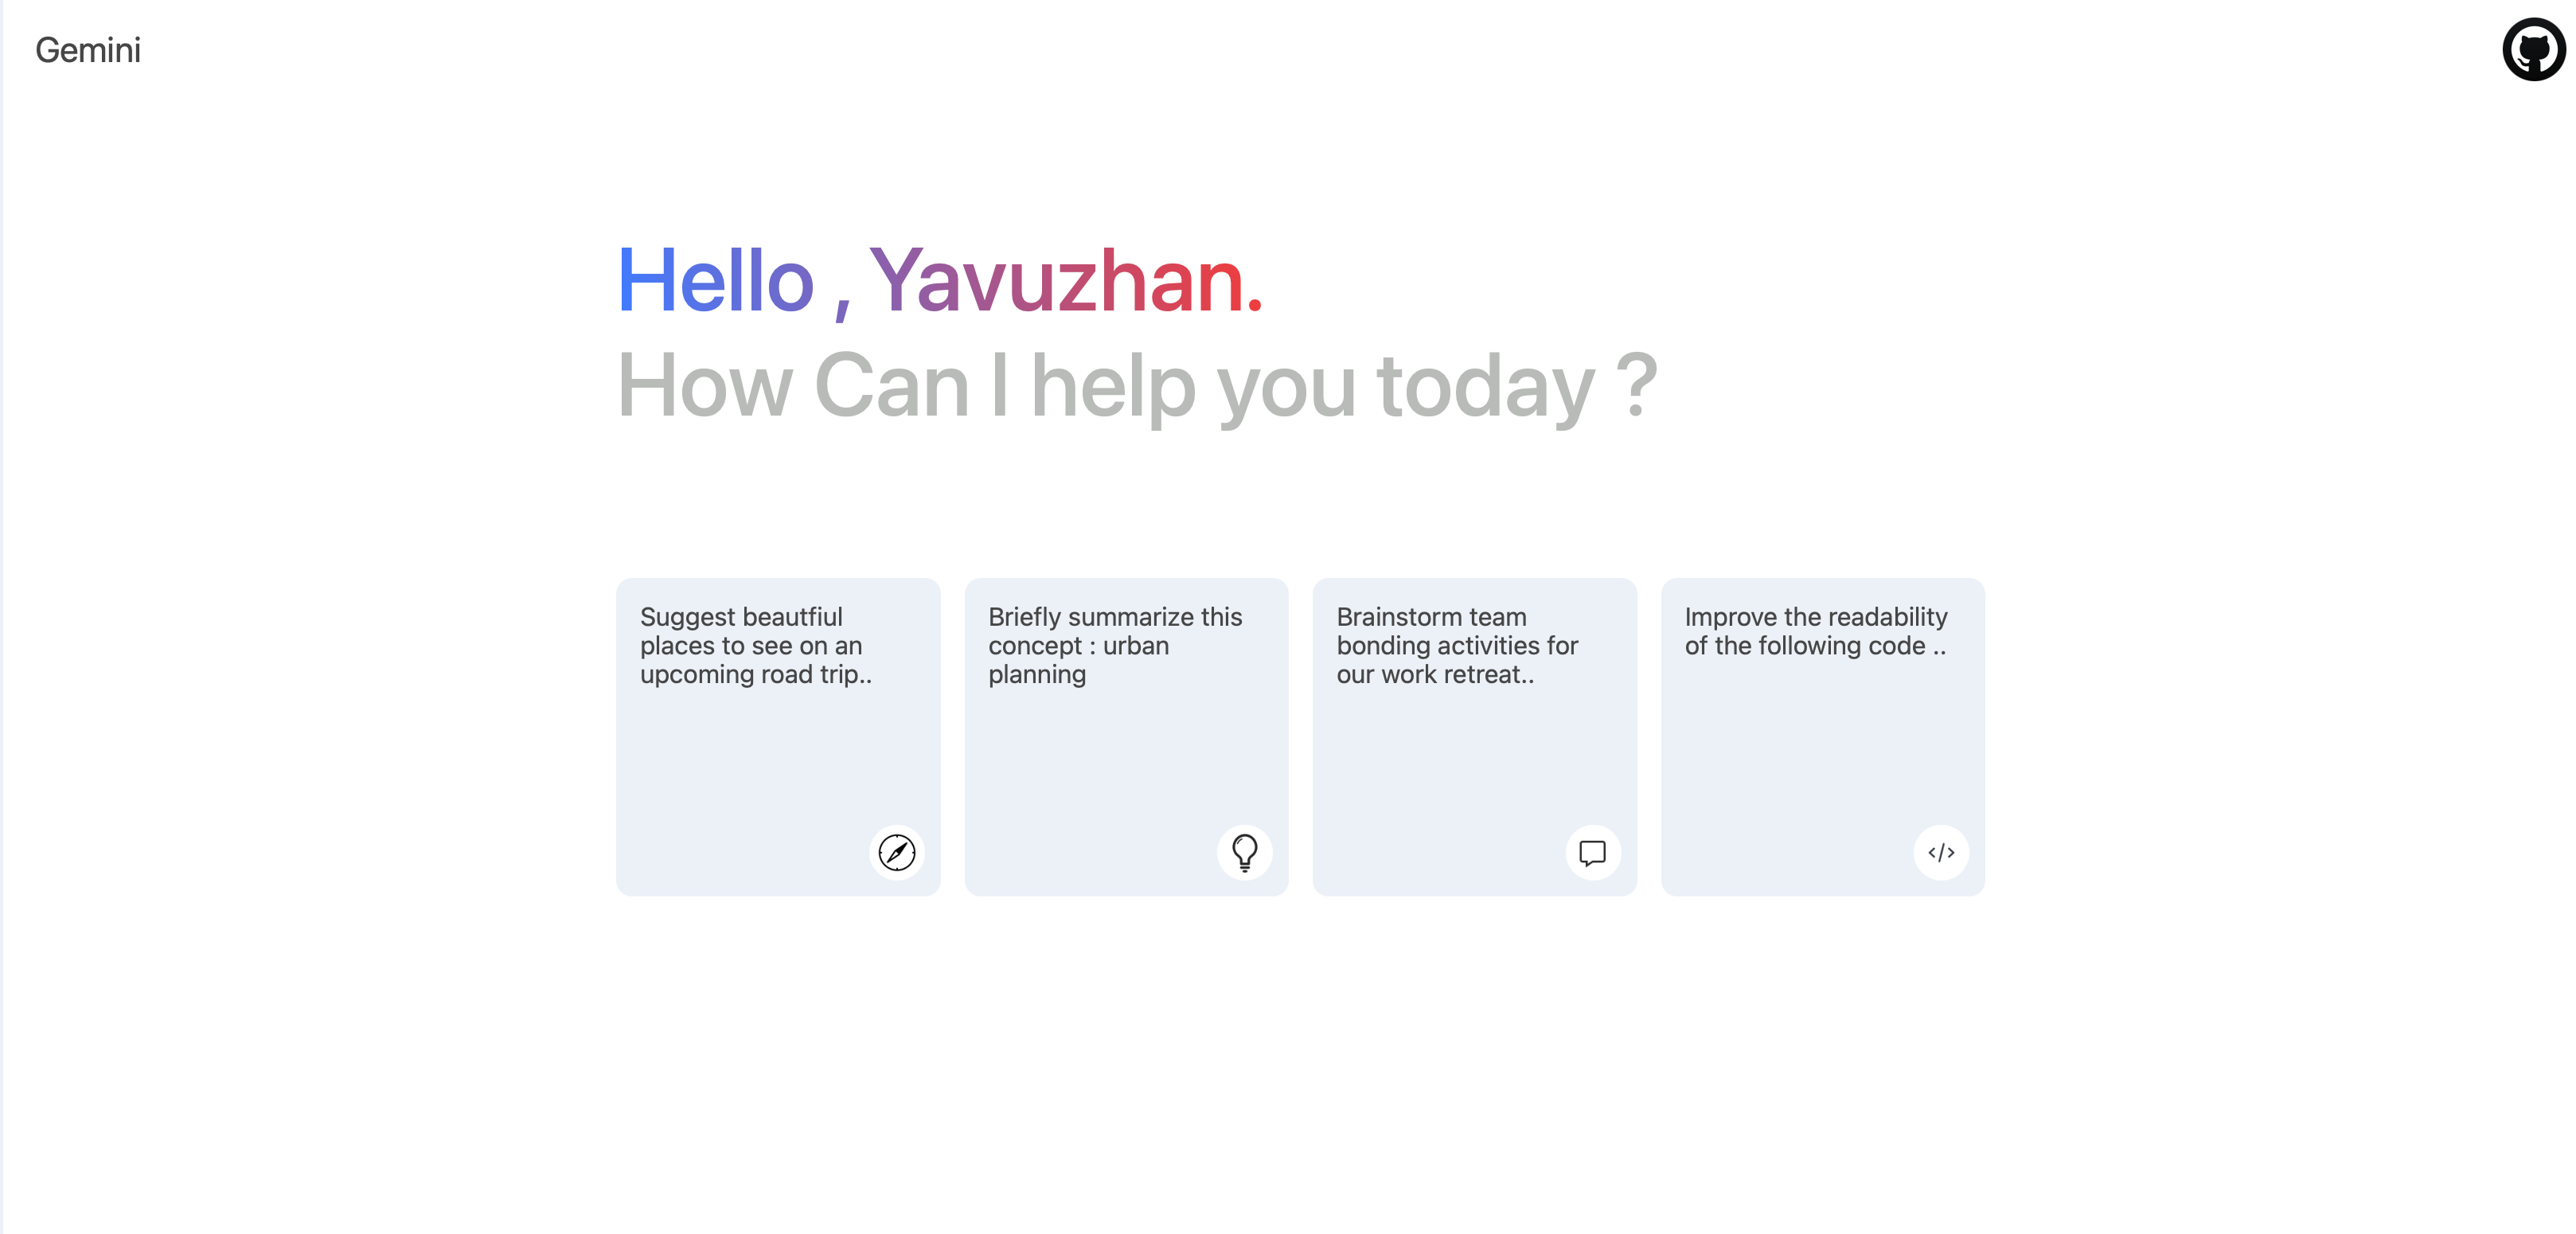 Gemini
Hello , Yavuzhan.
How Can I help you today ?
Suggest beautfiul
places to see on an
upcoming road trip..
Briefly summarize this
concept : urban
planning
Brainstorm team
bonding activities for
our work retreat..
Improve the readability
of the following code ..